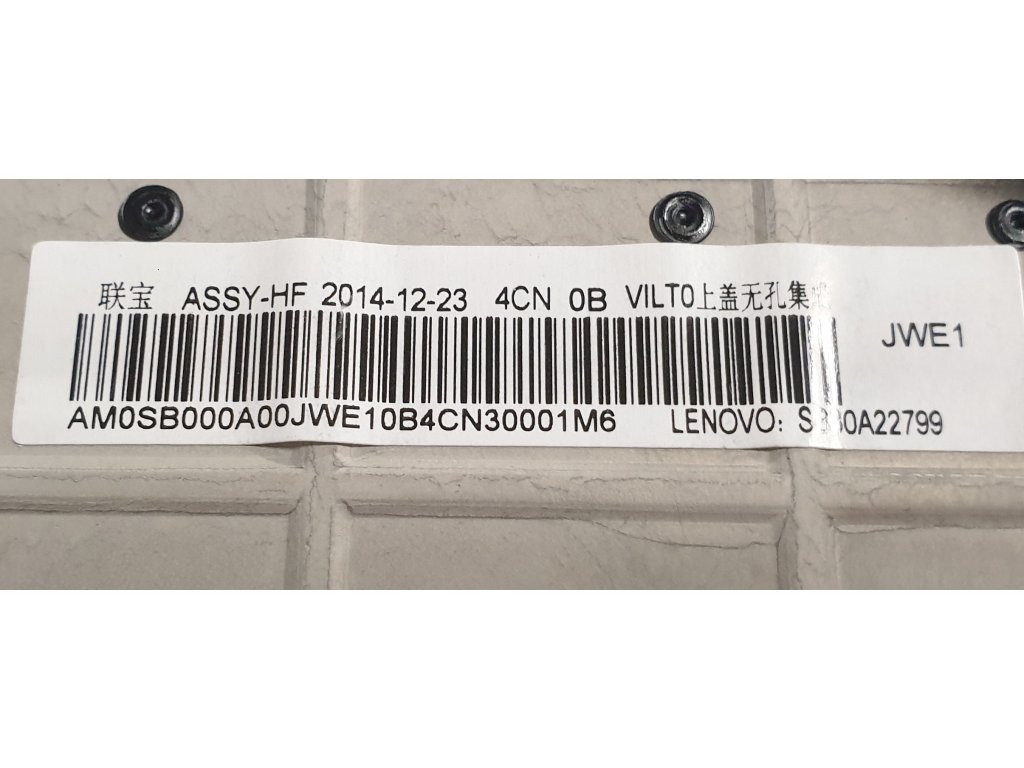 联宝 ASSY-HF 2014-12-23 4CN 0B VILT0上盖无孔集
JWE1
AM0SB000A00JWE10B4CN30001M6 LENOVO: